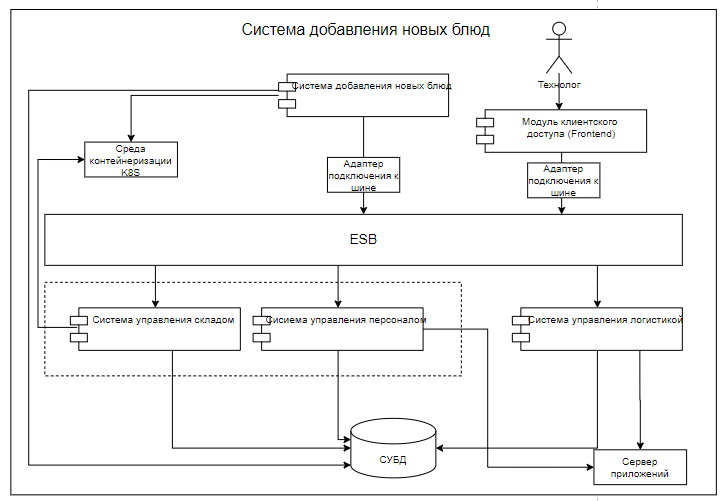 Система добавления новых блюд
Технолог
Система добавления новых блюд
Модуль клиентского
доступа (Frontend)
Среда
контейнеризации
K8S
Адаптер
подключения к
шине
Адаптер
подключения к
шине
ESB
Система управления складом
Сисиема управления персоналом
Система управления логистикой
СУБД
Сервер
приложений